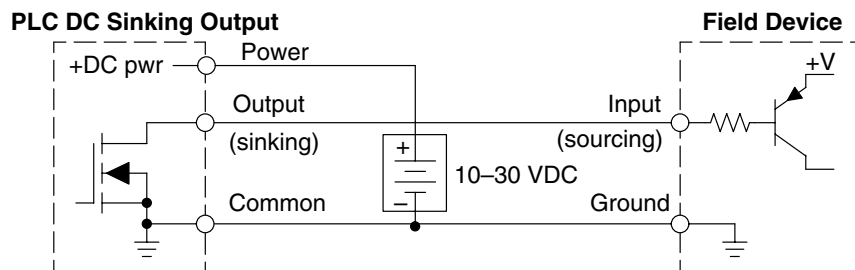 PLC DC Sinking Output
Field Device
+DC pwr
Power
+V
Output
(sinking)
Input
(sourcing)
+
10–30 VDC
–
Common
Ground